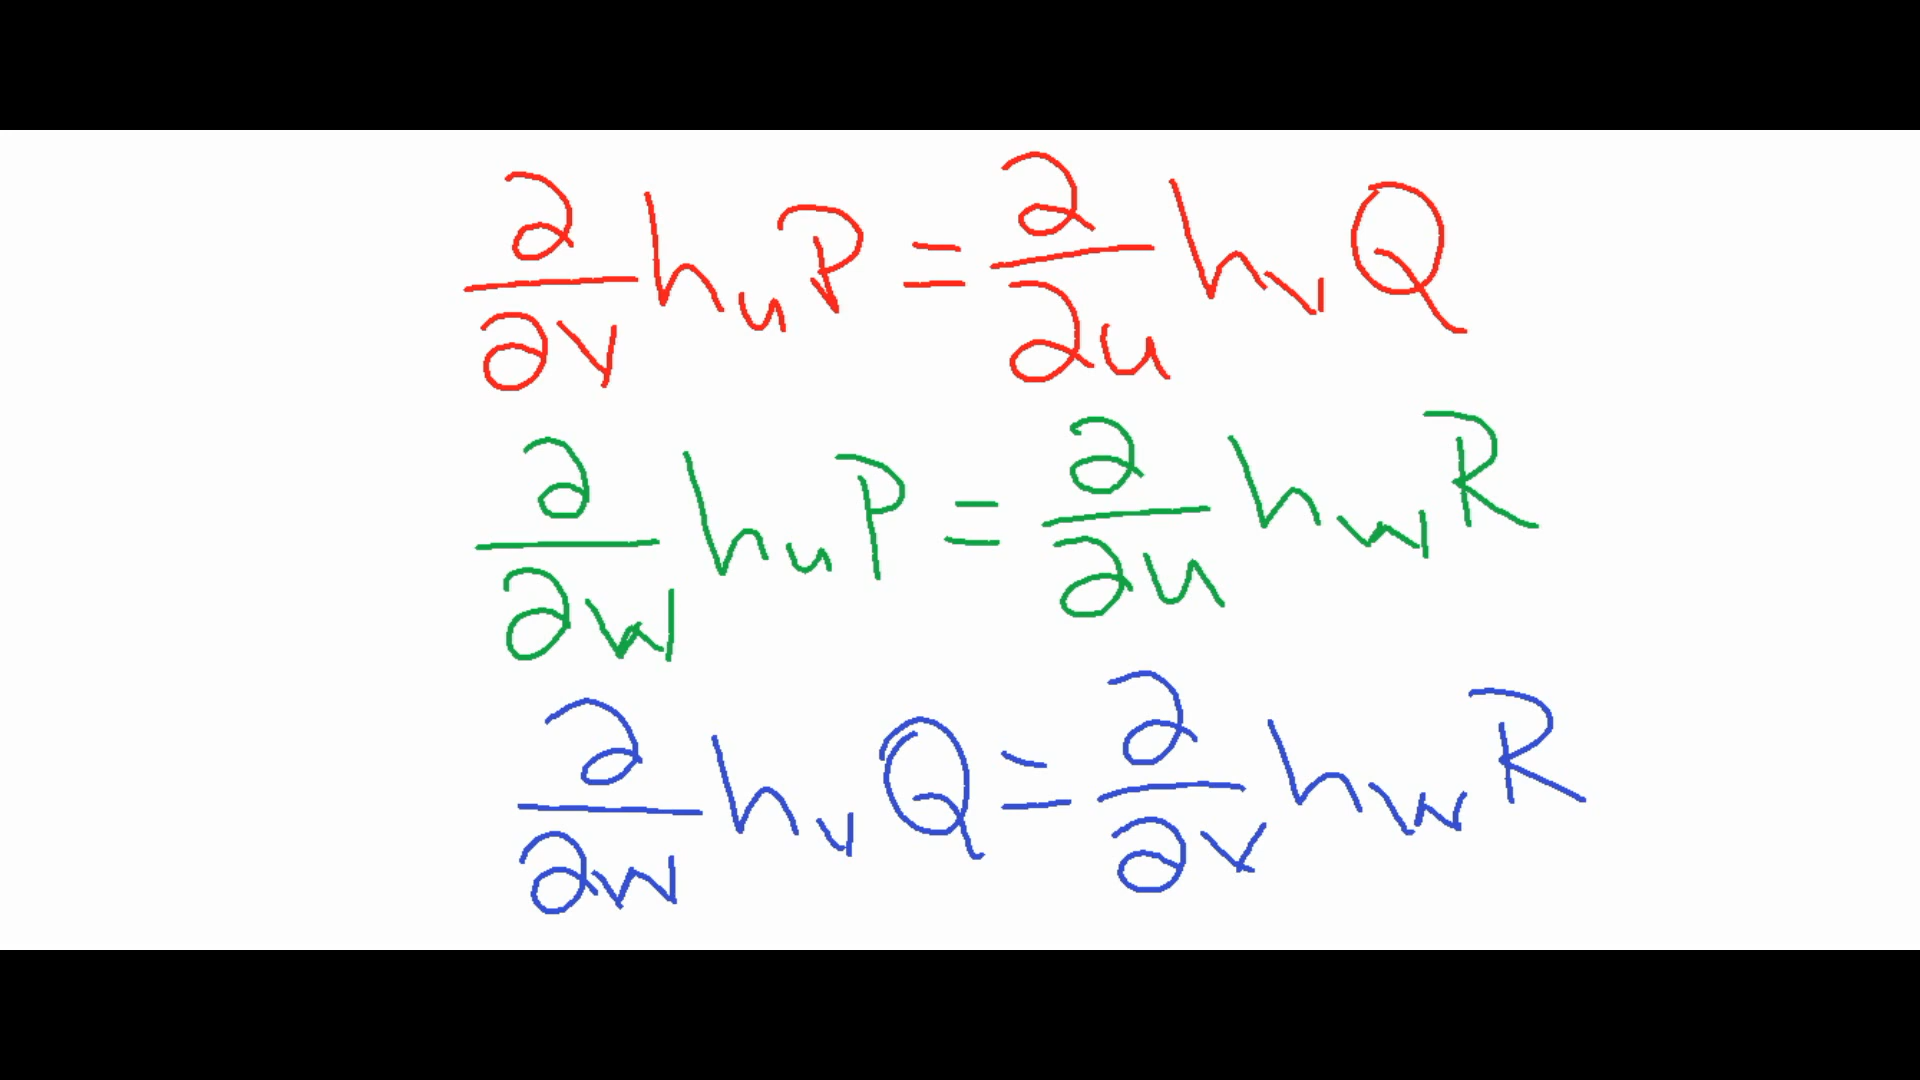 ∂/∂v h_u P = ∂/∂u h_v Q
∂/∂w h_u P = ∂/∂u h_w R
∂/∂w h_v Q = ∂/∂v h_w R